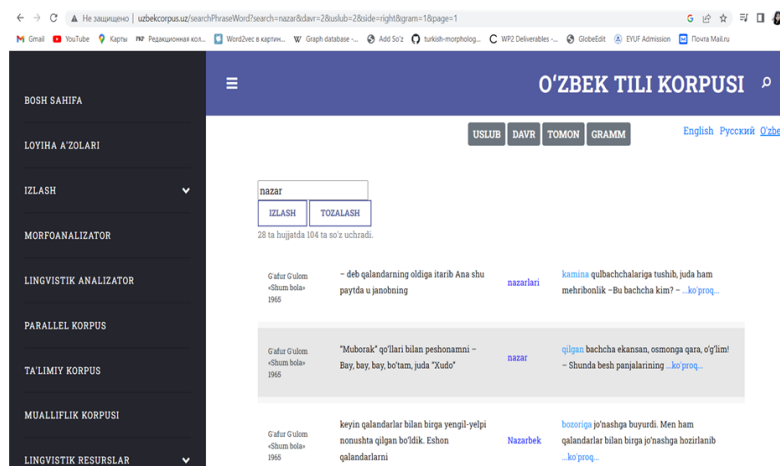 Не защищено | uzbekcorpus.uz/searchPhraseWord?search=nazar&davr=2&uslub=2&side=right&gram=1&page=1
Gmail YouTube Карты Редакционная кол... Word2vec в картин... Graph database -... Add So'z turkish-morpholog... WP2 Deliverables -... GlobeEdit EYUF Admission Почта Mail.ru
BOSH SAHIFA
LOYIHA A'ZOLARI
IZLASH
MORFOANALIZATOR
LINGVISTIK ANALIZATOR
PARALLEL KORPUS
TA'LIMIY KORPUS
MUALLIFLIK KORPUSI
LINGVISTIK RESURSLAR
O'ZBEK TILI KORPUSI
USLUB DAVR TOMON GRAMM
English Русский O'zbe
nazar
IZLASH TOZALASH
28 ta hujjatda 104 ta so'z uchradi.
G'afur G'ulom
«Shum bola»
1965
– deb qalandarning oldiga itarib Ana shu
paytda u janobning
nazarlari
kamina qulbachchalariga tushib, juda ham
mehribonlik –Bu bachcha kim? – ...ko'proq...
G'afur G'ulom
«Shum bola»
1965
"Muborak" qo'llari bilan peshonamni –
Bay, bay, bay, bo'tam, juda "Xudo"
nazar
qilgan bachcha ekansan, osmonga qara, o'g'lim!
– Shunda besh panjalarining ...ko'proq...
G'afur G'ulom
«Shum bola»
1965
keyin qalandarlar bilan birga yengil-yelpi
nonushta qilgan bo'ldik. Eshon
qalandarlarni
Nazarbek
bozoriga jo'nashga buyurdi. Men ham
qalandarlar bilan birga jo'nashga hozirlanib
...ko'proq...